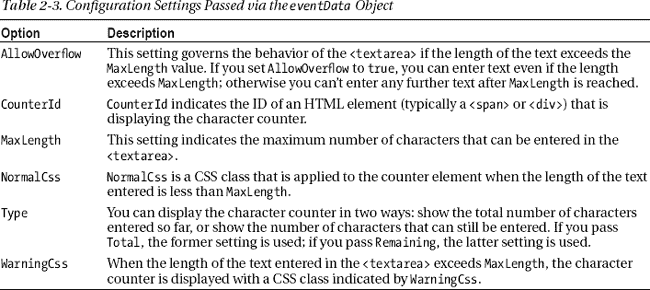 Table 2-3. Configuration Settings Passed via the eventData Object
Option Description
AllowOverflow This setting governs the behavior of the <textarea> if the length of the text exceeds the
MaxLength value. If you set AllowOverflow to true, you can enter text even if the length
exceeds MaxLength; otherwise you can't enter any further text after MaxLength is reached.
CounterId CounterId indicates the ID of an HTML element (typically a <span> or <div>) that is
displaying the character counter.
MaxLength This setting indicates the maximum number of characters that can be entered in the
<textarea>.
NormalCss NormalCss is a CSS class that is applied to the counter element when the length of the text
entered is less than MaxLength.
Type You can display the character counter in two ways: show the total number of characters
entered so far, or show the number of characters that can still be entered. If you pass
Total, the former setting is used; if you pass Remaining, the latter setting is used.
WarningCss When the length of the text entered in the <textarea> exceeds MaxLength, the character
counter is displayed with a CSS class indicated by WarningCss.